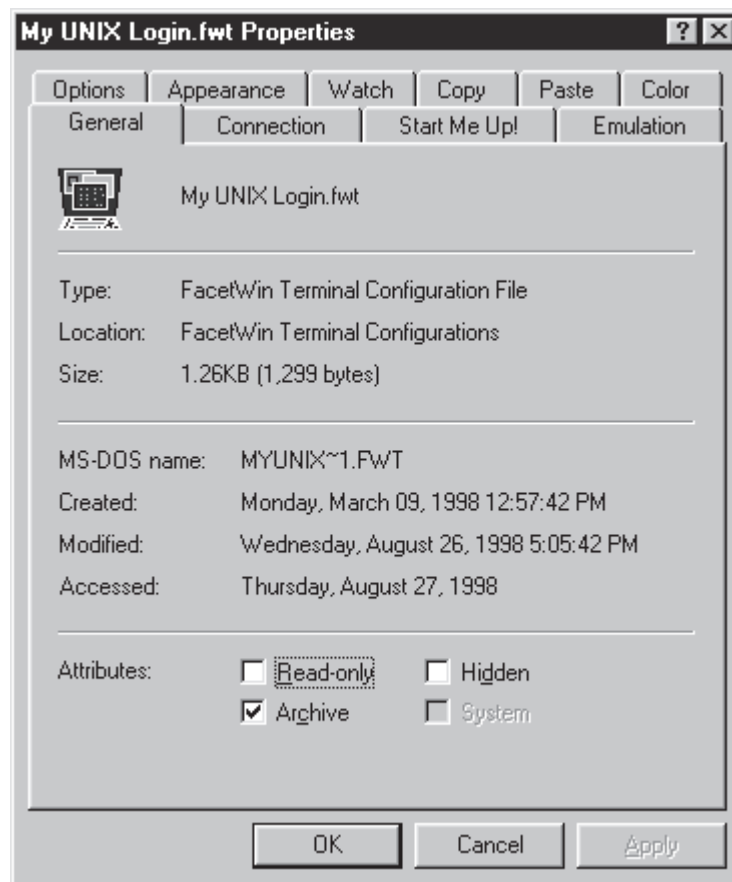 My UNIX Login.fwt Properties
Options Appearance Watch Copy Paste Color
General Connection Start Me Up! Emulation
My UNIX Login.fwt
Type: FacetWin Terminal Configuration File
Location: FacetWin Terminal Configurations
Size: 1.26KB (1,299 bytes)
MS-DOS name: MYUNIX~1.FWT
Created: Monday, March 09, 1998 12:57:42 PM
Modified: Wednesday, August 26, 1998 5:05:42 PM
Accessed: Thursday, August 27, 1998
Attributes: Read-only Hidden
Archive System
OK Cancel Apply